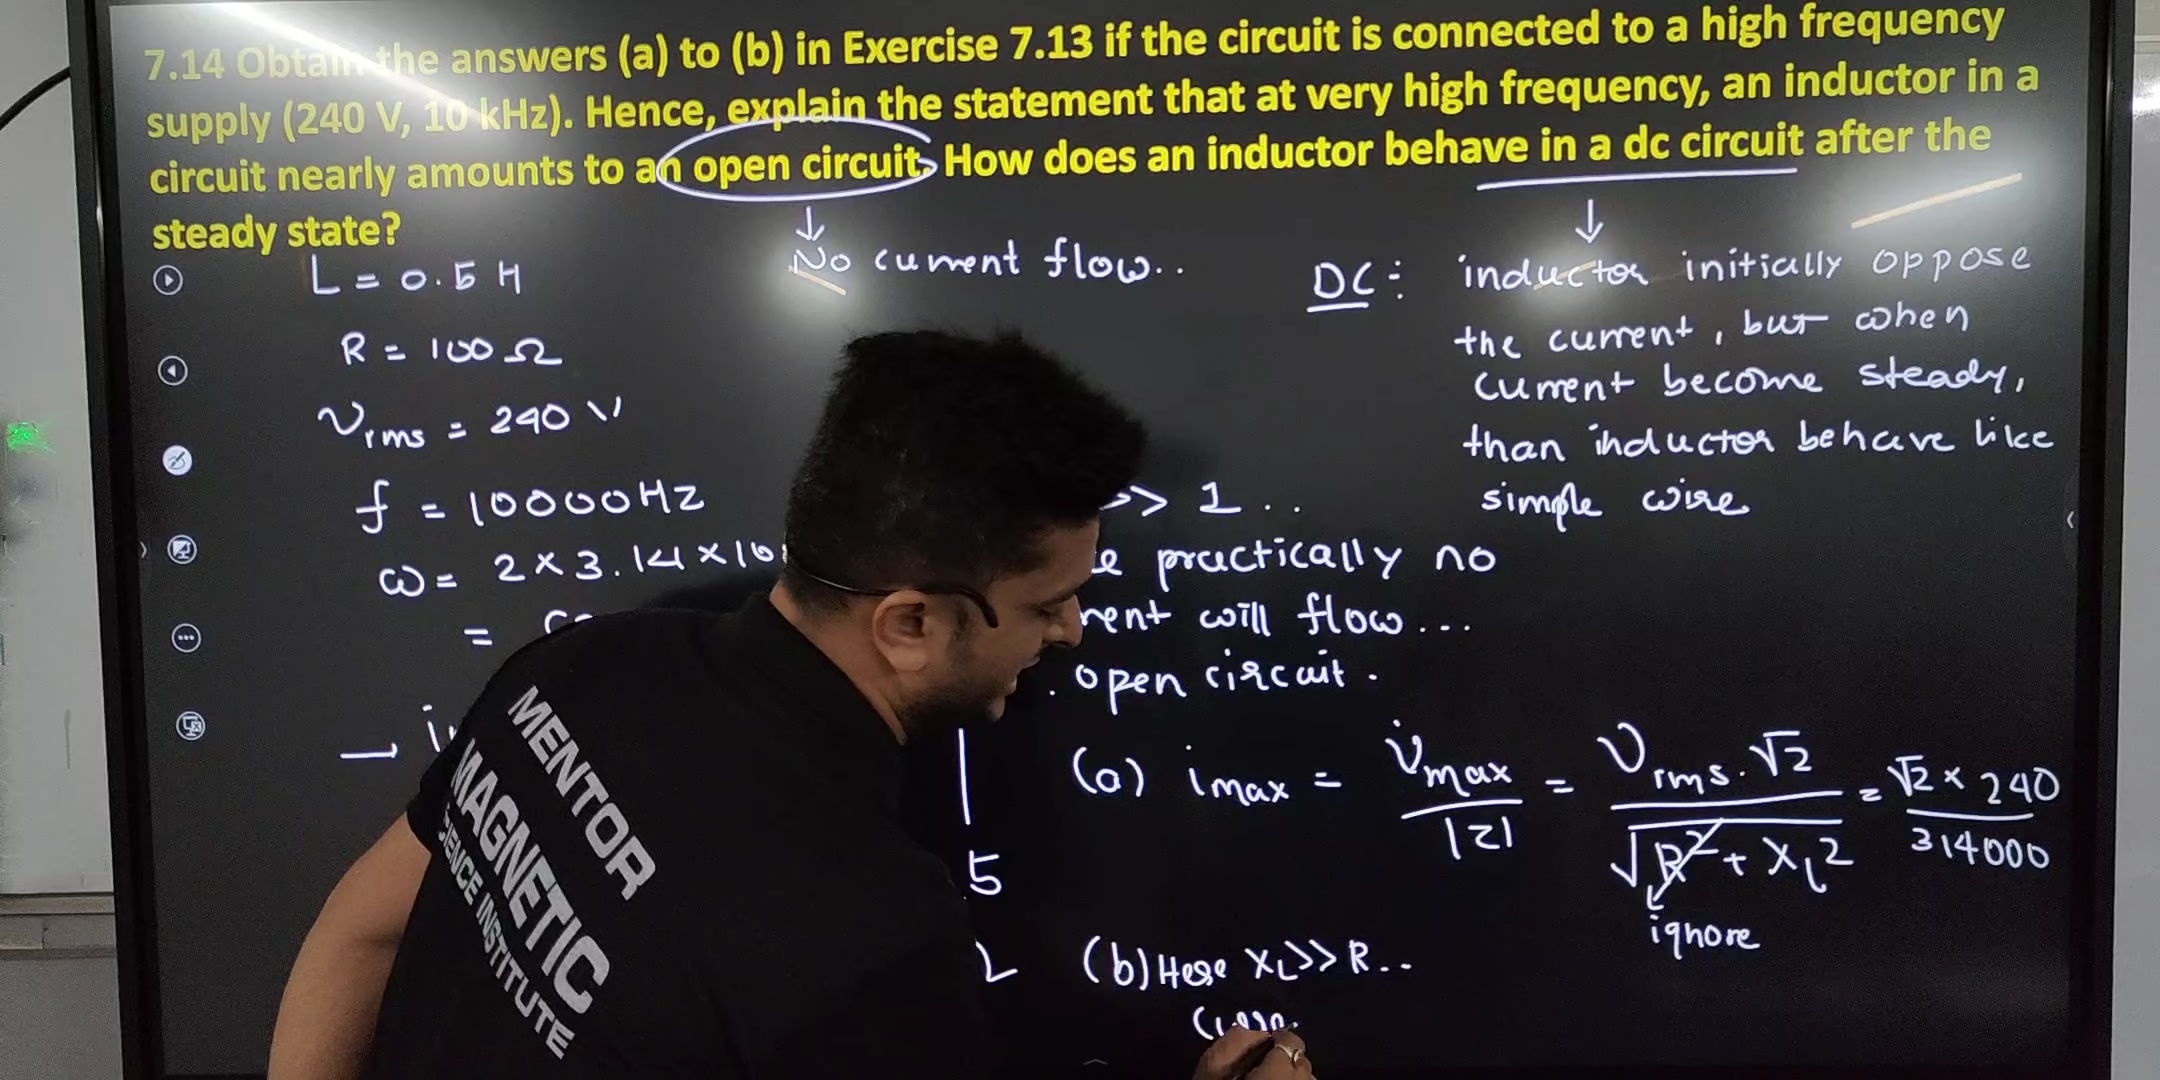 7.14 Obtain the answers (a) to (b) in Exercise 7.13 if the circuit is connected to a high frequency
supply (240 V, 10 kHz). Hence, explain the statement that at very high frequency, an inductor in a
circuit nearly amounts to an open circuit. How does an inductor behave in a dc circuit after the
steady state?
L = 0.5 H
R = 100 Ω
Vrms = 240 V
f = 10000 Hz
ω = 2 × 3.14 × 10
=
↓
No current flow..
↓
DC : inductor initially oppose
the current, but when
current become steady,
than inductor behave like
simple wire
>> 1 ..
practically no
will flow...
open circuit.
(a) imax = Vmax / |Z| = Vrms . √2 / √R² + XL² = √2 × 240 / 314000
ignore
5
2
(b) Here XL >> R ..
MENTOR
MAGNETIC
SCIENCE INSTITUTE